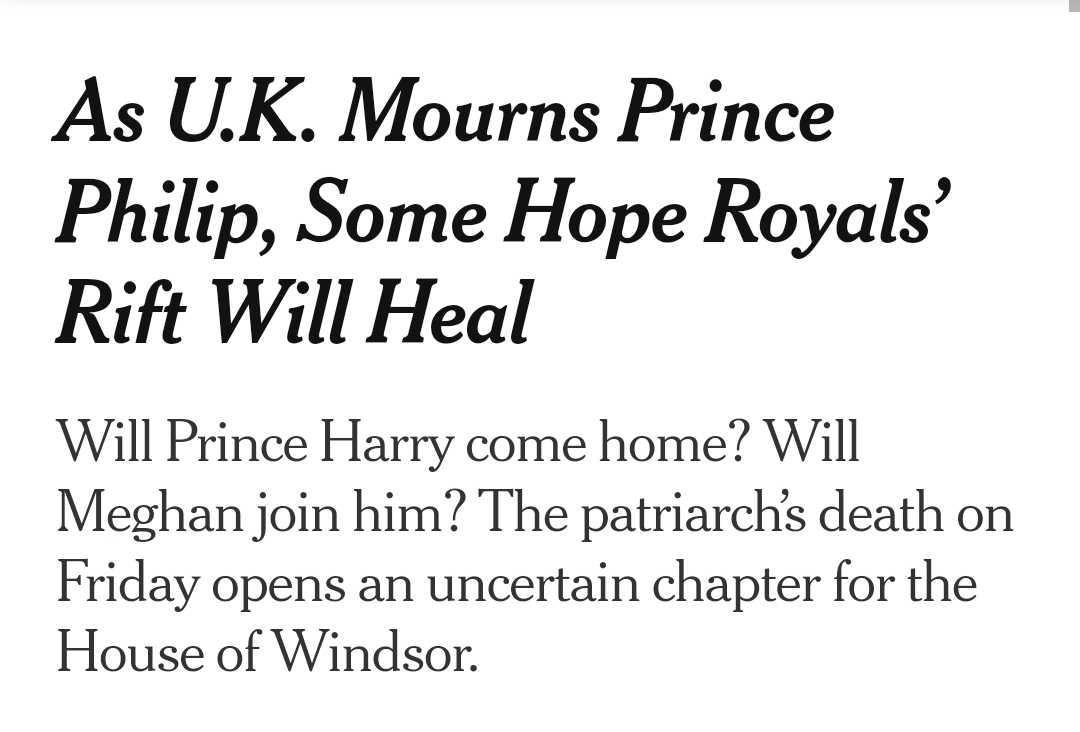 As U.K. Mourns Prince
Philip, Some Hope Royals’
Rift Will Heal
Will Prince Harry come home? Will
Meghan join him? The patriarch’s death on
Friday opens an uncertain chapter for the
House of Windsor.